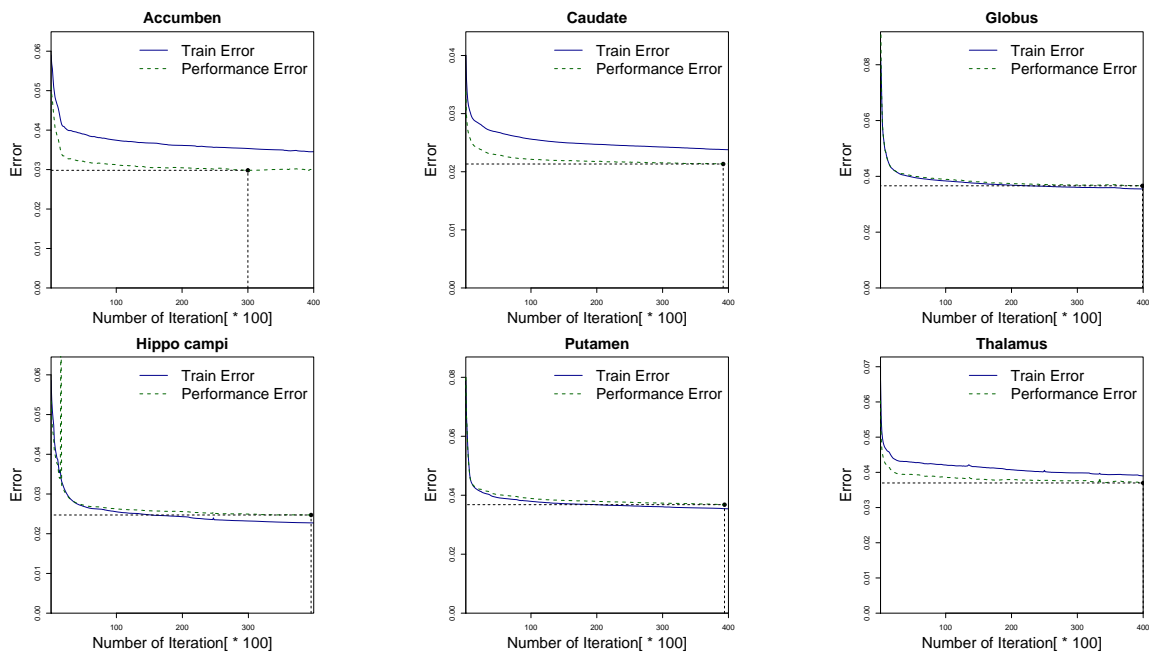 Accumben
Train Error
Performance Error
Error
0.00 0.01 0.02 0.03 0.04 0.05 0.06
100 200 300 400
Number of Iteration[ * 100]
Caudate
Train Error
Performance Error
Error
0.00 0.01 0.02 0.03 0.04
100 200 300 400
Number of Iteration[ * 100]
Globus
Train Error
Performance Error
Error
0.00 0.02 0.04 0.06 0.08
100 200 300 400
Number of Iteration[ * 100]
Hippo campi
Train Error
Performance Error
Error
0.00 0.01 0.02 0.03 0.04 0.05 0.06
100 200 300 400
Number of Iteration[ * 100]
Putamen
Train Error
Performance Error
Error
0.00 0.02 0.04 0.06 0.08
100 200 300 400
Number of Iteration[ * 100]
Thalamus
Train Error
Performance Error
Error
0.00 0.01 0.02 0.03 0.04 0.05 0.06 0.07
100 200 300 400
Number of Iteration[ * 100]